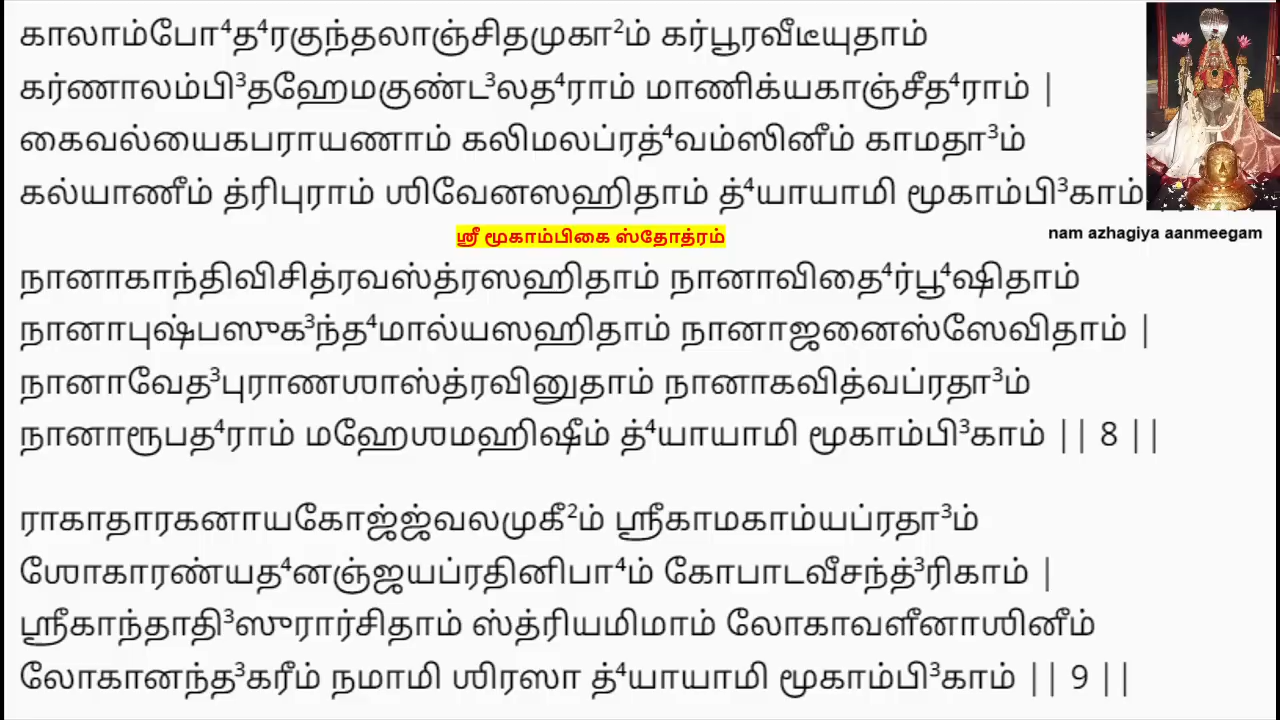 காலாம்போ⁴த⁴ரகுந்தலாஞ்சிதமுகா²ம் கர்பூரவீடீயுதாம்
கர்ணாலம்பி³தஹேமகுண்ட³லத⁴ராம் மாணிக்யகாஞ்சீத⁴ராம் |
கைவல்யைகபராயணாம் கலிமலப்ரத்⁴வம்ஸினீம் காமதா³ம்
கல்யாணீம் த்ரிபுராம் ஶிவேனஸஹிதாம் த்⁴யாயாமி மூகாம்பி³காம்
nam azhagiya aanmeegam
ஸ்ரீ மூகாம்பிகை ஸ்தோத்ரம்
நானாகாந்திவிசித்ரவஸ்த்ரஸஹிதாம் நானாவிதை⁴ர்பூ⁴ஷிதாம்
நானாபுஷ்பஸுக³ந்த⁴மால்யஸஹிதாம் நானாஜனைஸ்ஸேவிதாம் |
நானாவேத³புராணஶாஸ்த்ரவினுதாம் நானாகவித்வப்ரதா³ம்
நானாரூபத⁴ராம் மஹேஶமஹிஷீம் த்⁴யாயாமி மூகாம்பி³காம் || 8 ||
ராகாதாரகனாயகோஜ்ஜ்வலமுகீ²ம் ஶ்ரீகாமகாம்யப்ரதா³ம்
ஶோகாரண்யத⁴னஞ்ஜயப்ரதினிபா⁴ம் கோபாடவீசந்த்³ரிகாம் |
ஶ்ரீகாந்தாதி³ஸுரார்சிதாம் ஸ்த்ரியமிமாம் லோகாவளீனாஶினீம்
லோகானந்த³கரீம் நமாமி ஶிரஸா த்⁴யாயாமி மூகாம்பி³காம் || 9 ||